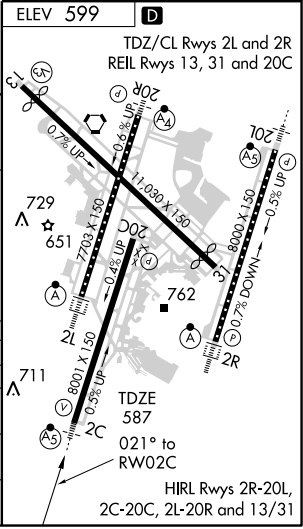 ELEV 599 D
TDZ/CL Rwys 2L and 2R
REIL Rwys 13, 31 and 20C
13
V5
P
20R
A4
20L
A5
P
0.7% UP
0.6% UP
11,030 X 150
729
651
7703 X 150
20C
0.4% UP
P
8000 X 150
0.5% UP
0.7% DOWN
31
A
2L
762
A
P
2R
711
8001 X 150
0.5% UP
TDZE
587
V
A5
2C
021° to
RW02C
HIRL Rwys 2R-20L,
2C-20C, 2L-20R and 13/31